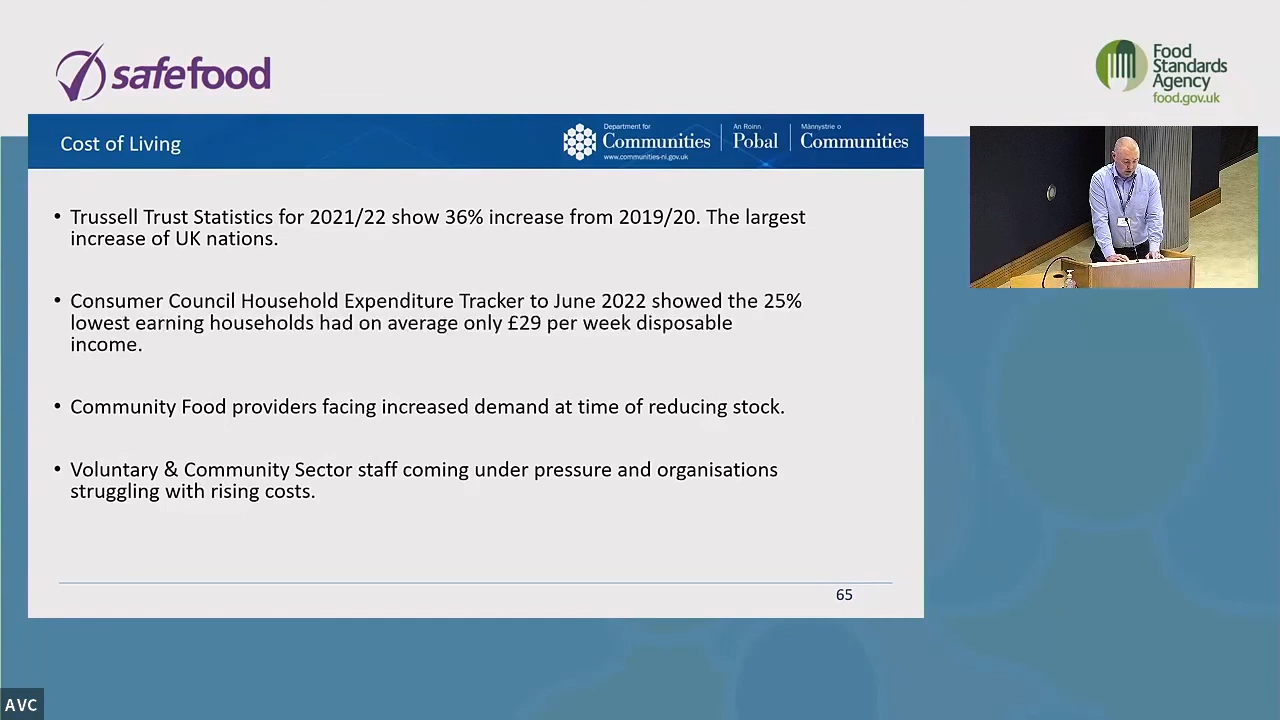 safefood
Food
Standards
Agency
food.gov.uk
Cost of Living
Department for
Communities
www.communities-ni.gov.uk
An Roinn
Pobal
Männystrie o
Communities
• Trussell Trust Statistics for 2021/22 show 36% increase from 2019/20. The largest
increase of UK nations.
• Consumer Council Household Expenditure Tracker to June 2022 showed the 25%
lowest earning households had on average only £29 per week disposable
income.
• Community Food providers facing increased demand at time of reducing stock.
• Voluntary & Community Sector staff coming under pressure and organisations
struggling with rising costs.
65
AVC